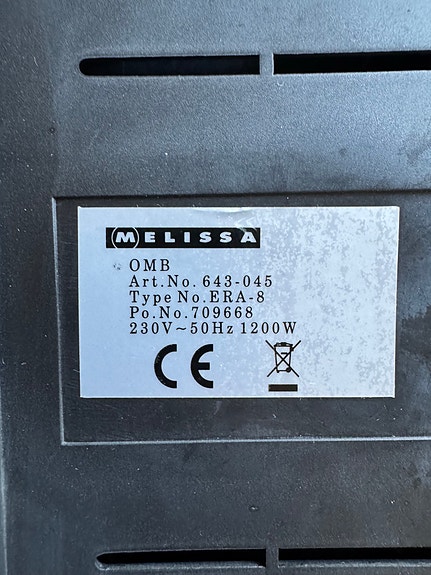 MELISSA
OMB
Art.No.643-045
Type No.ERA-8
Po.No.709668
230V~50Hz 1200W
CE